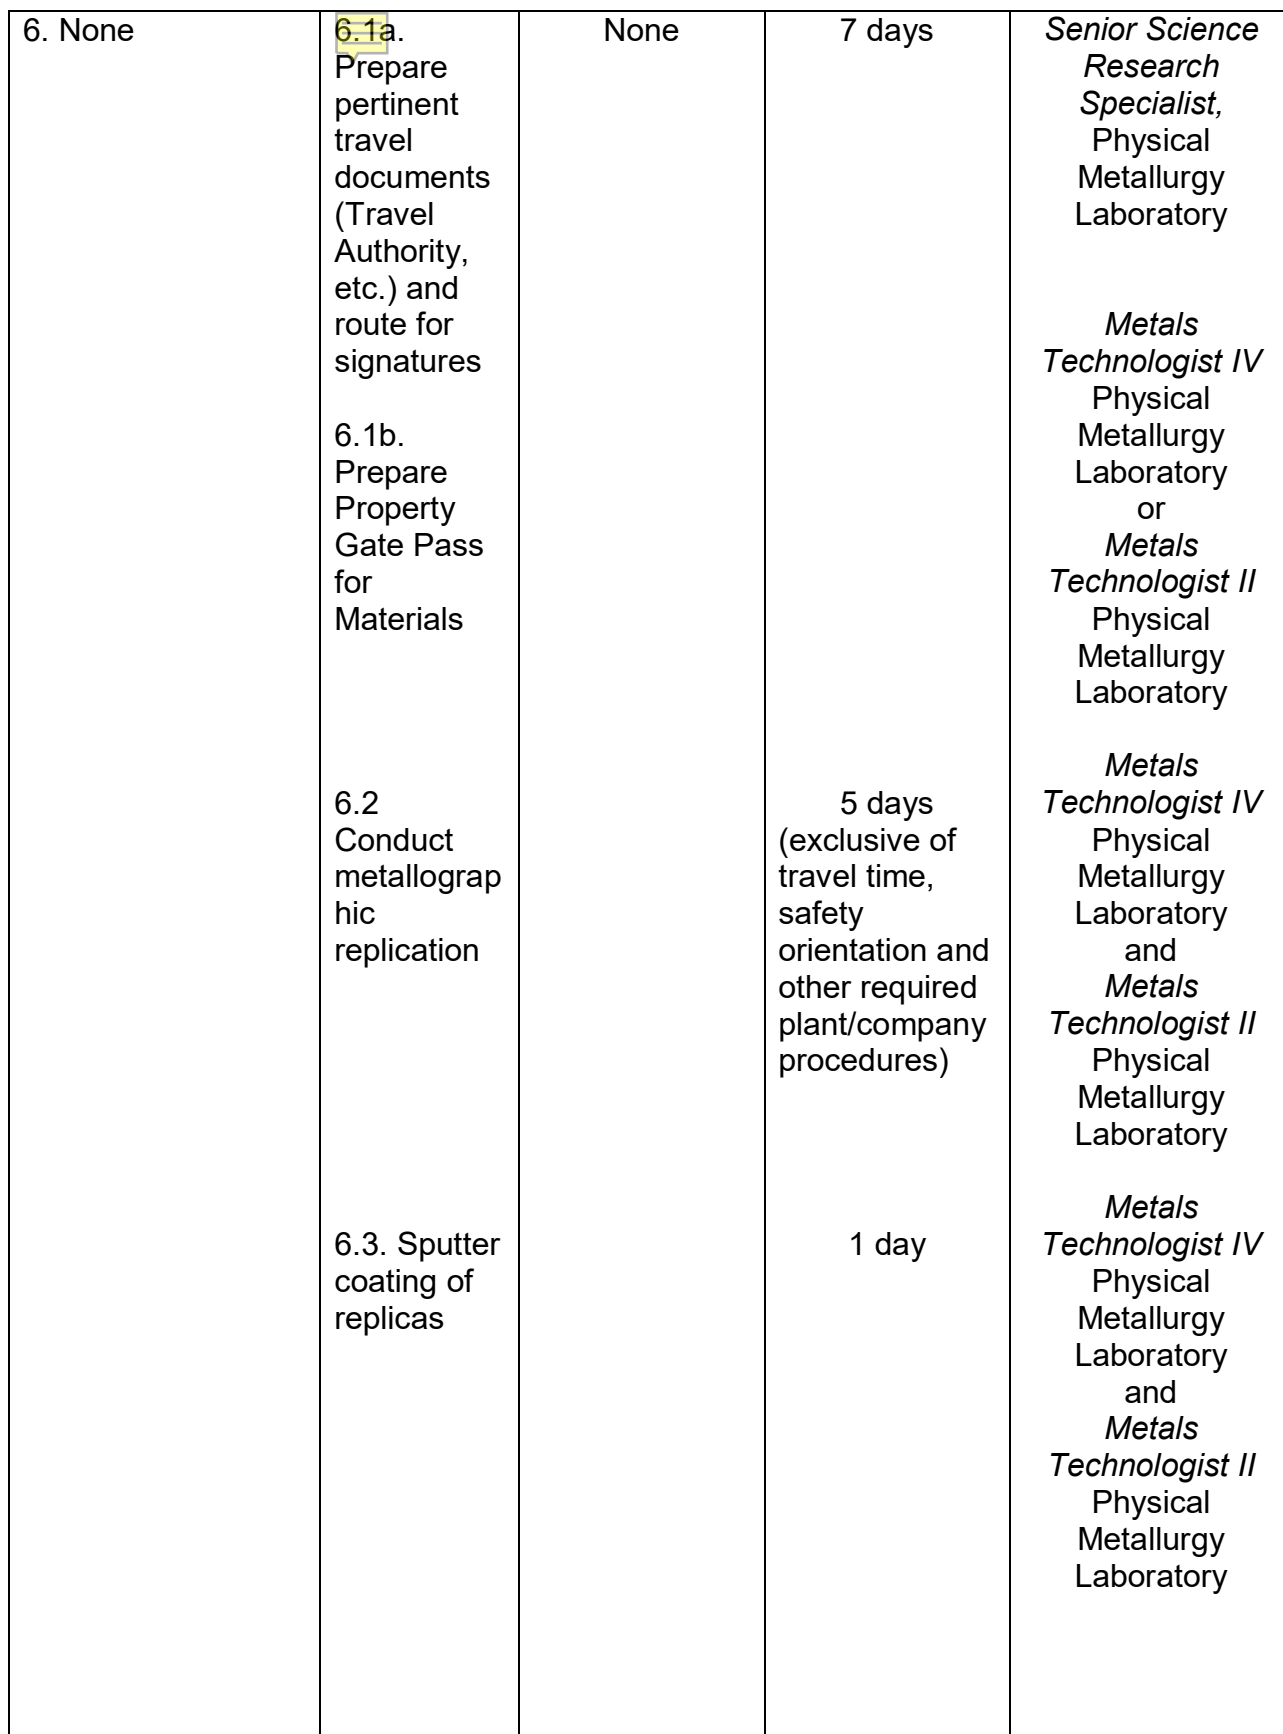 6. None
6.1a.
Prepare
pertinent
travel
documents
(Travel
Authority,
etc.) and
route for
signatures
6.1b.
Prepare
Property
Gate Pass
for
Materials
6.2
Conduct
metallograp
hic
replication
6.3. Sputter
coating of
replicas
None
7 days
5 days
(exclusive of
travel time,
safety
orientation and
other required
plant/company
procedures)
1 day
Senior Science
Research
Specialist,
Physical
Metallurgy
Laboratory
Metals
Technologist IV
Physical
Metallurgy
Laboratory
or
Metals
Technologist II
Physical
Metallurgy
Laboratory
Metals
Technologist IV
Physical
Metallurgy
Laboratory
and
Metals
Technologist II
Physical
Metallurgy
Laboratory
Metals
Technologist IV
Physical
Metallurgy
Laboratory
and
Metals
Technologist II
Physical
Metallurgy
Laboratory